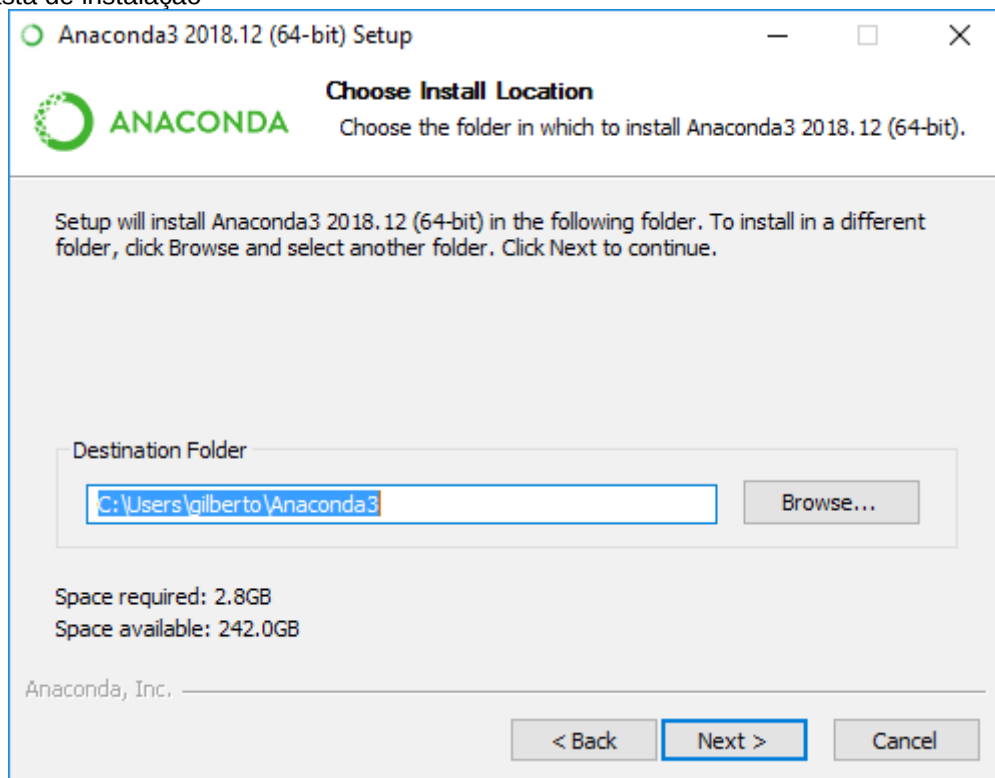 de instalação
Anaconda3 2018.12 (64-bit) Setup
ANACONDA
Choose Install Location
Choose the folder in which to install Anaconda3 2018.12 (64-bit).
Setup will install Anaconda3 2018.12 (64-bit) in the following folder. To install in a different
folder, click Browse and select another folder. Click Next to continue.
Destination Folder
C:\Users\gilberto\Anaconda3
Browse...
Space required: 2.8GB
Space available: 242.0GB
Anaconda, Inc.
< Back
Next >
Cancel